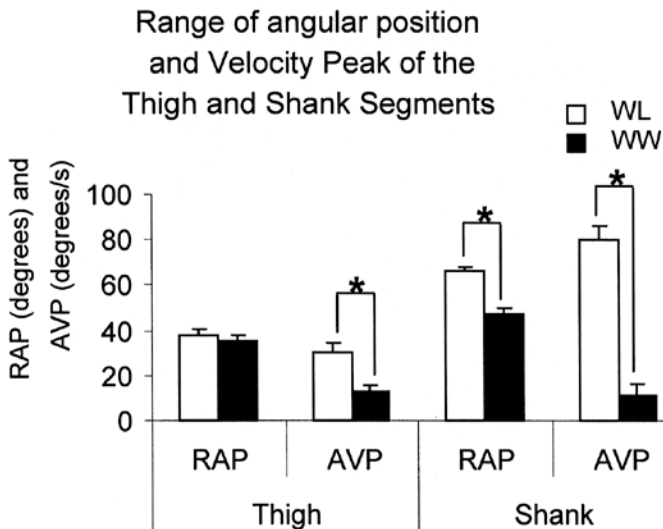 Range of angular position
and Velocity Peak of the
Thigh and Shank Segments
WL
WW
RAP (degrees) and
AVP (degrees/s)
100
80
60
40
20
0
*
*
*
RAP
AVP
RAP
AVP
Thigh
Shank